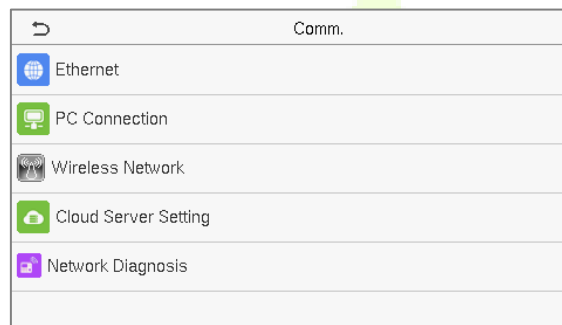 Comm.
Ethernet
PC Connection
Wireless Network
Cloud Server Setting
Network Diagnosis